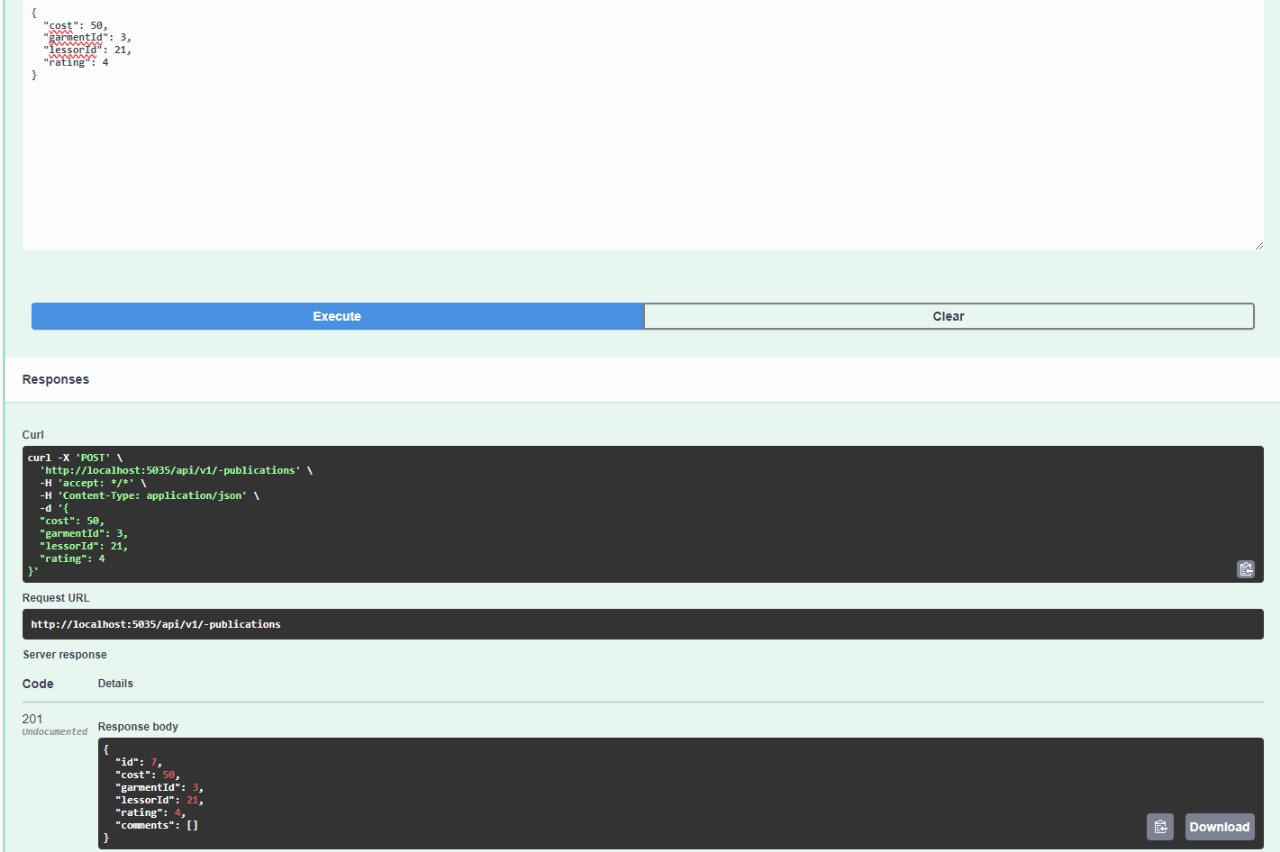 {
  "cost": 50,
  "garmentId": 3,
  "lessorId": 21,
  "rating": 4
}
Execute
Clear
Responses
Curl
curl -X 'POST' \
  'http://localhost:5035/api/v1/-publications' \
  -H 'accept: */*' \
  -H 'Content-Type: application/json' \
  -d '{
  "cost": 50,
  "garmentId": 3,
  "lessorId": 21,
  "rating": 4
}'
Request URL
http://localhost:5035/api/v1/-publications
Server response
Code Details
201
Undocumented
Response body
{
  "id": 7,
  "cost": 50,
  "garmentId": 3,
  "lessorId": 21,
  "rating": 4,
  "comments": []
}
Download